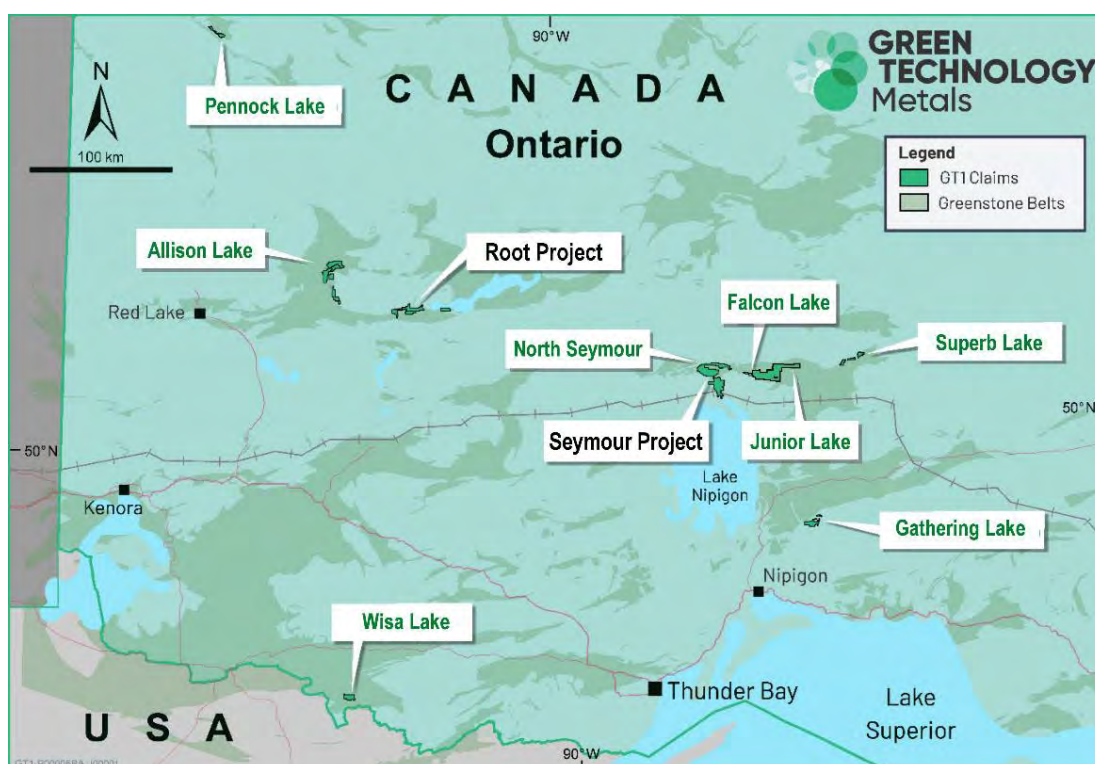 90°W
GREEN
TECHNOLOGY
Metals
N
Pennock Lake
CANADA
Ontario
100 km
Legend
GT1 Claims
Greenstone Belts
Allison Lake
Root Project
Red Lake
Falcon Lake
North Seymour
Superb Lake
Seymour Project
Junior Lake
50°N
50°N
Lake
Nipigon
Kenora
Gathering Lake
Nipigon
Wisa Lake
Thunder Bay
Lake
Superior
USA
90°W